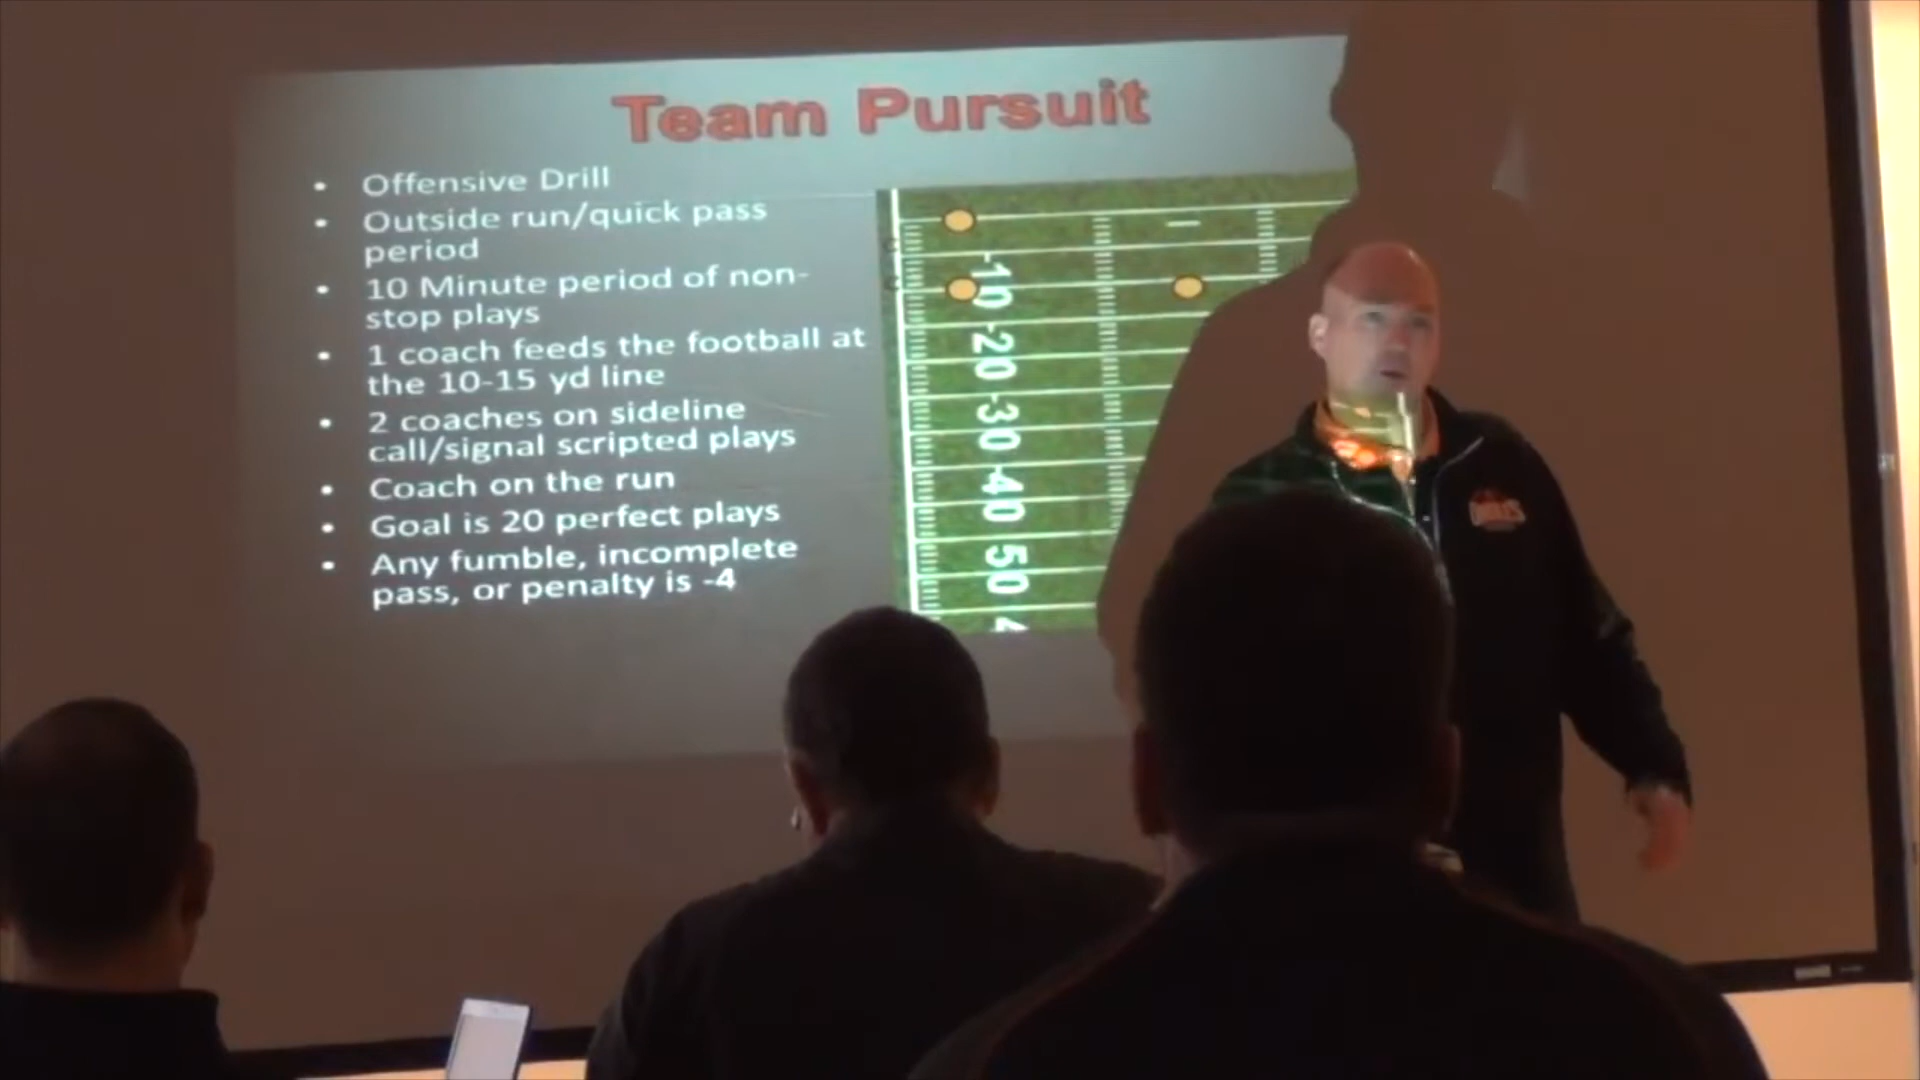 Team Pursuit
• Offensive Drill
• Outside run/quick pass
period
• 10 Minute period of non-
stop plays
• 1 coach feeds the football at
the 10-15 yd line
• 2 coaches on sideline
call/signal scripted plays
• Coach on the run
• Goal is 20 perfect plays
• Any fumble, incomplete
pass, or penalty is -4
-10
-20
-30
-40
50
4